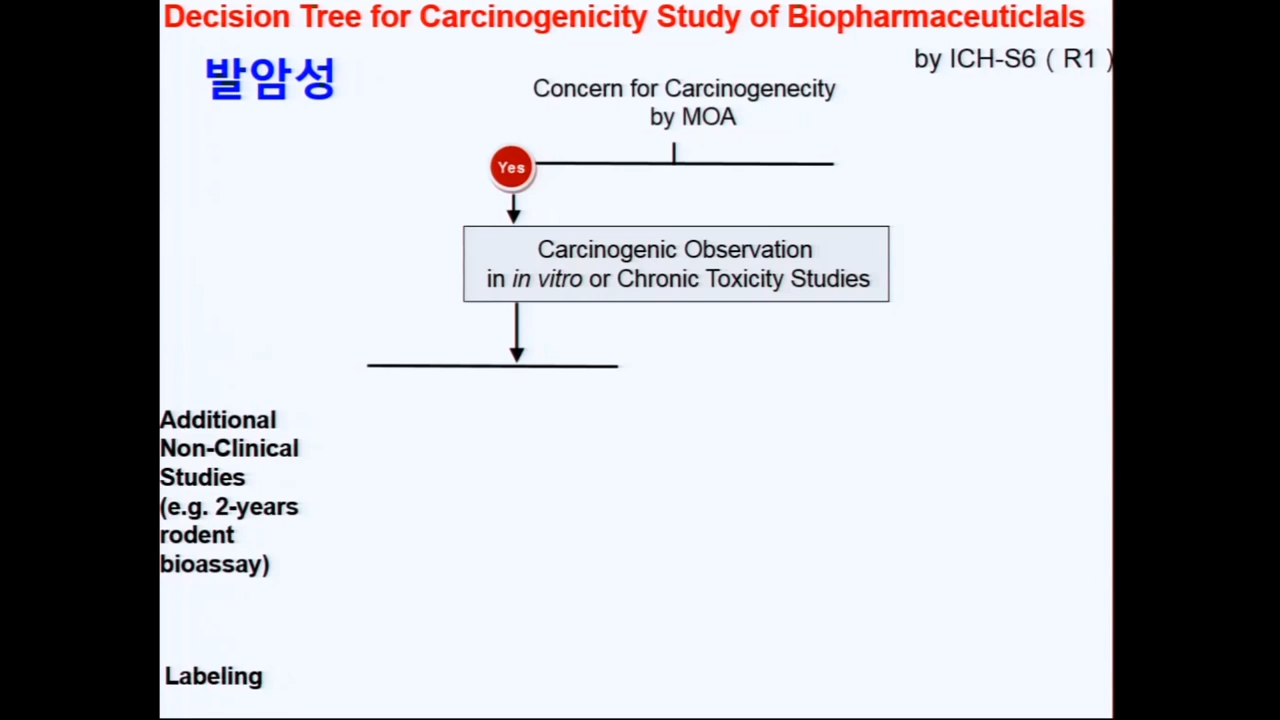 Decision Tree for Carcinogenicity Study of Biopharmaceuticlals
by ICH-S6 ( R1 )
발암성
Concern for Carcinogenecity
by MOA
Yes
Carcinogenic Observation
in in vitro or Chronic Toxicity Studies
Additional
Non-Clinical
Studies
(e.g. 2-years
rodent
bioassay)
Labeling